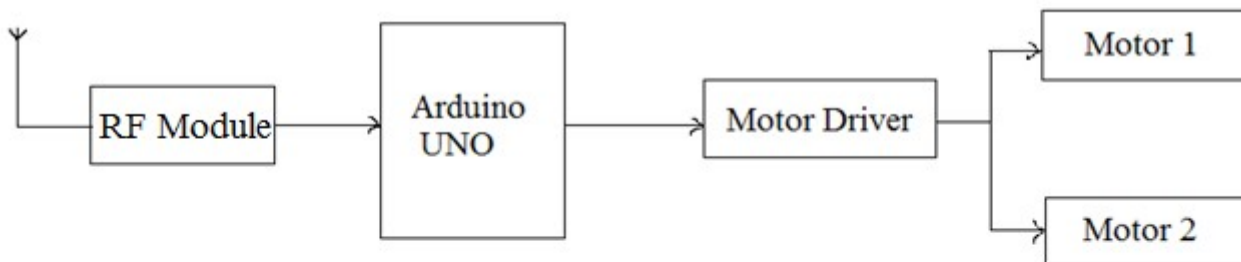 RF Module
Arduino
UNO
Motor Driver
Motor 1
Motor 2